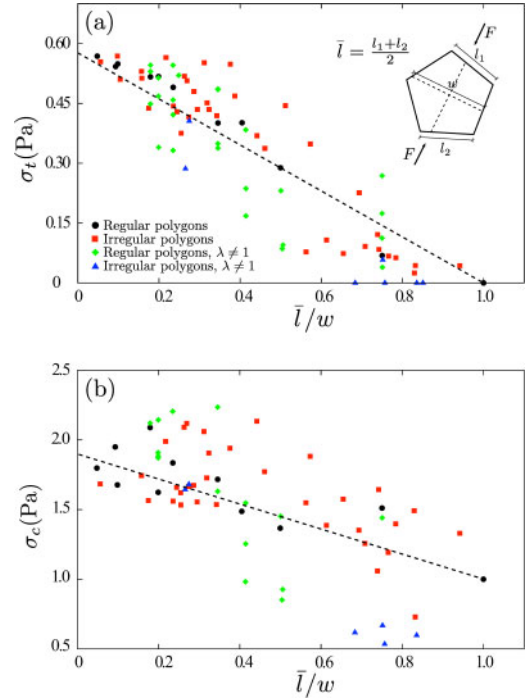 (a)
l̄ = (l₁+l₂)/2
F
l₁
w
F
l₂
σt(Pa)
0.60
0.45
0.30
0.15
0
Regular polygons
Irregular polygons
Regular polygons, λ ≠ 1
Irregular polygons, λ ≠ 1
0 0.2 0.4 0.6 0.8 1.0
l̄/w
(b)
σc(Pa)
2.5
2.0
1.5
1.0
0.5
0 0.2 0.4 0.6 0.8 1.0
l̄/w